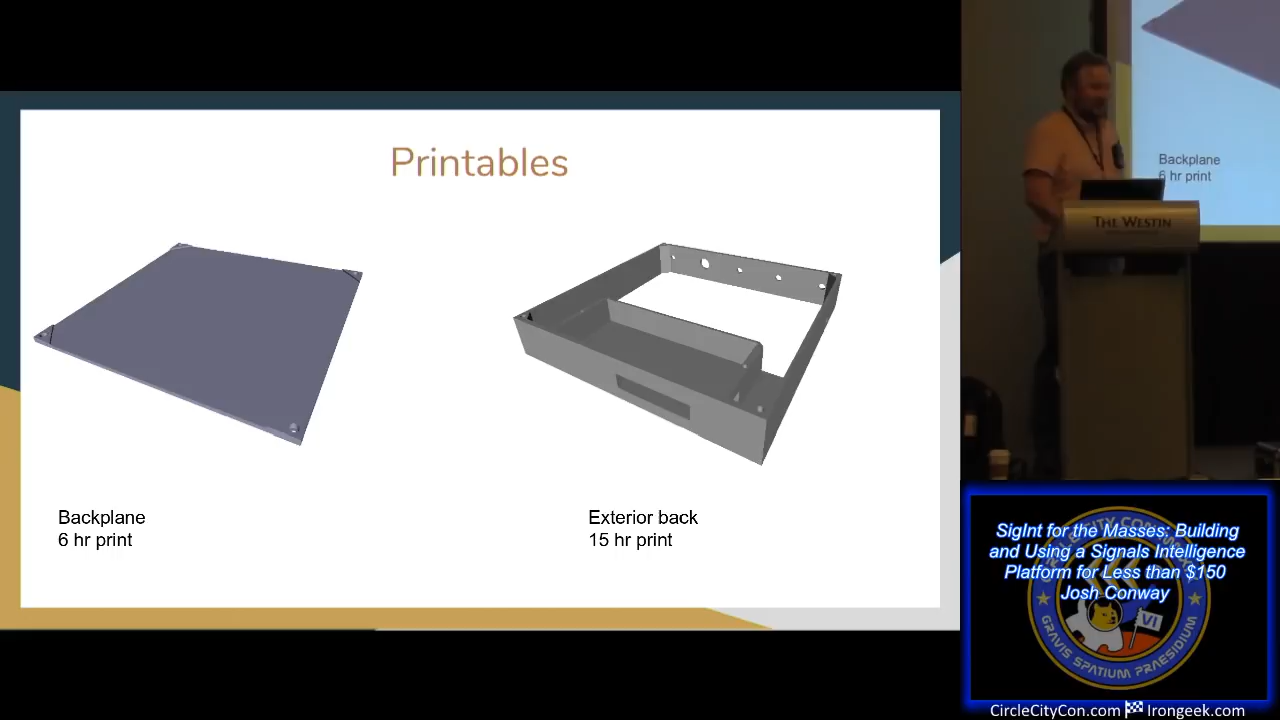 Printables
Backplane
6 hr print
Exterior back
15 hr print
Backplane
6 hr print
THE WESTIN
SigInt for the Masses: Building
and Using a Signals Intelligence
Platform for Less than $150
Josh Conway
VI
GRAVIS SPATIUM PRAESIDIUM
CircleCityCon.com Irongeek.com